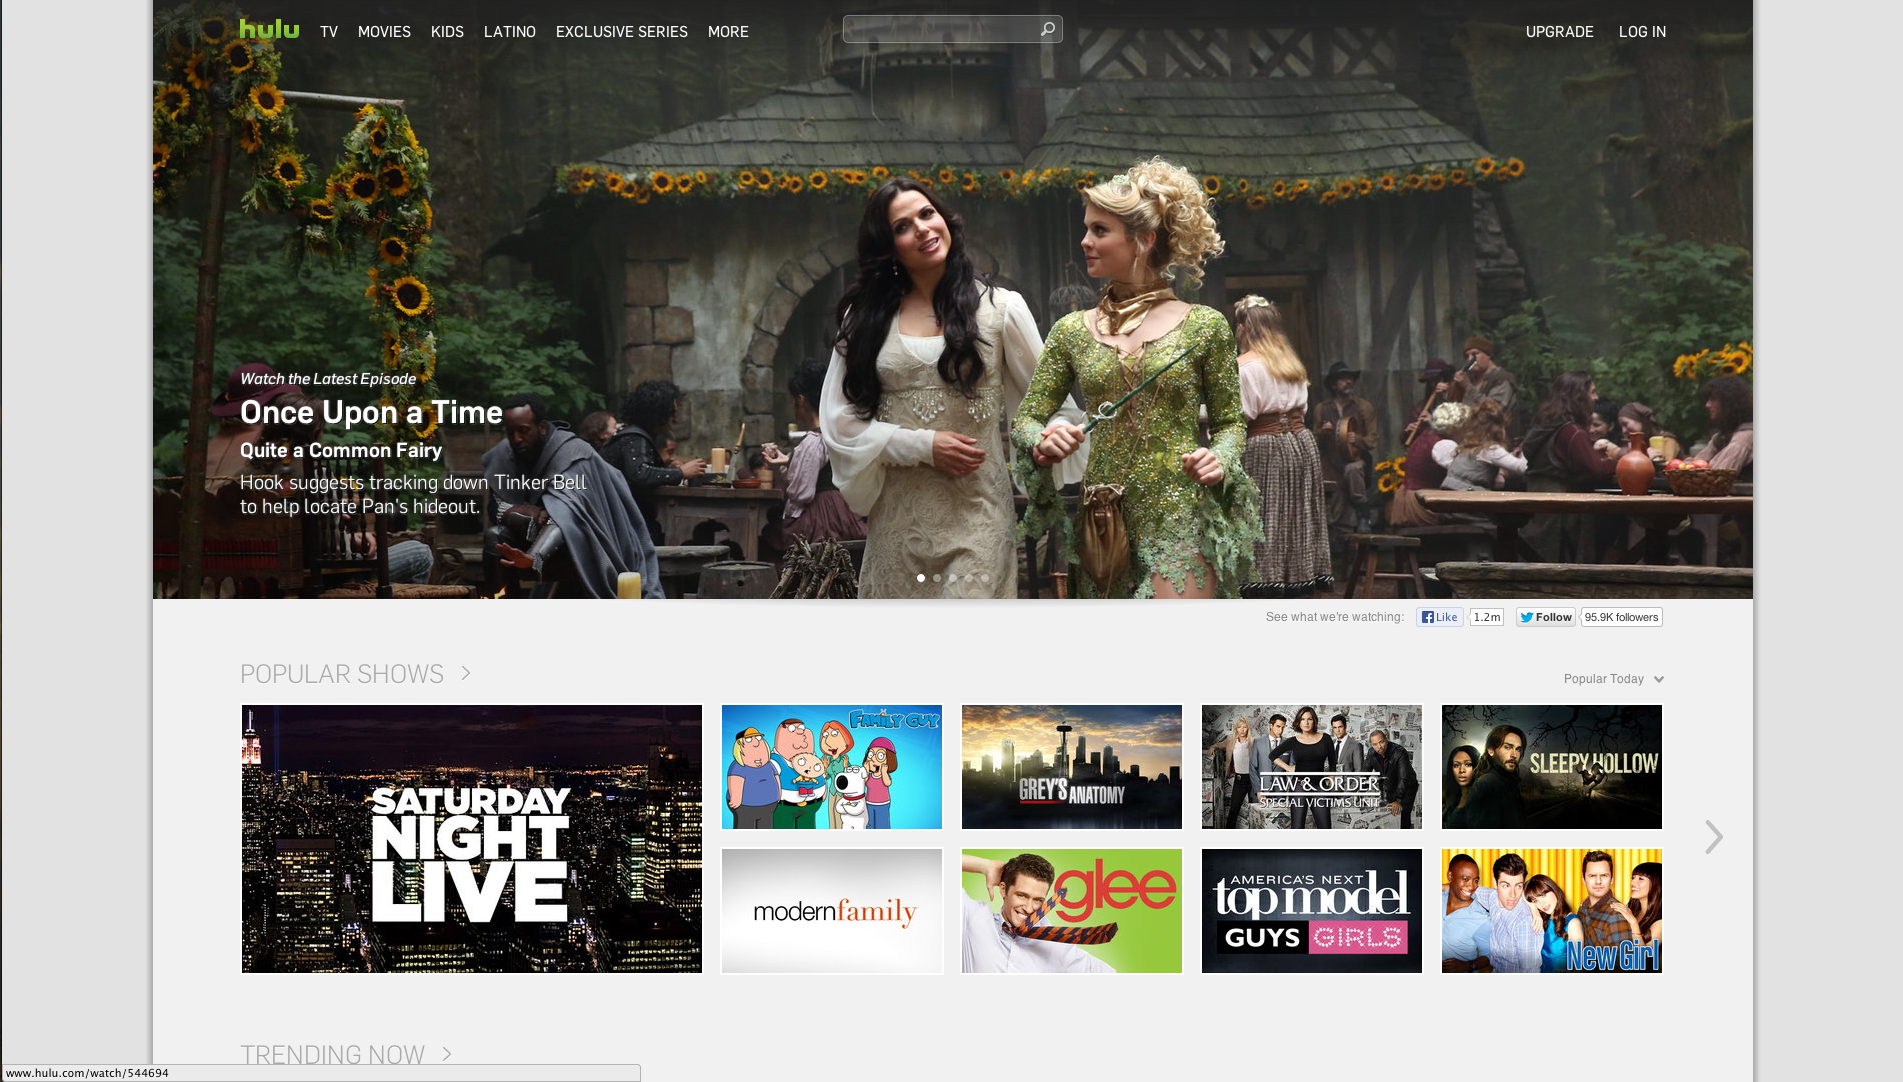 hulu TV MOVIES KIDS LATINO EXCLUSIVE SERIES MORE UPGRADE LOG IN
Watch the Latest Episode
Once Upon a Time
Quite a Common Fairy
Hook suggests tracking down Tinker Bell
to help locate Pan's hideout.
See what we're watching: Like 1.2m Follow 95.9K followers
POPULAR SHOWS
Popular Today
SATURDAY
NIGHT
LIVE
FAMILY GUY
GREY'S ANATOMY
LAW & ORDER
SPECIAL VICTIMS UNIT
SLEEPY HOLLOW
modernfamily
glee
AMERICA'S NEXT
top model
GUYS GIRLS
New Girl
TRENDING NOW
www.hulu.com/watch/544694